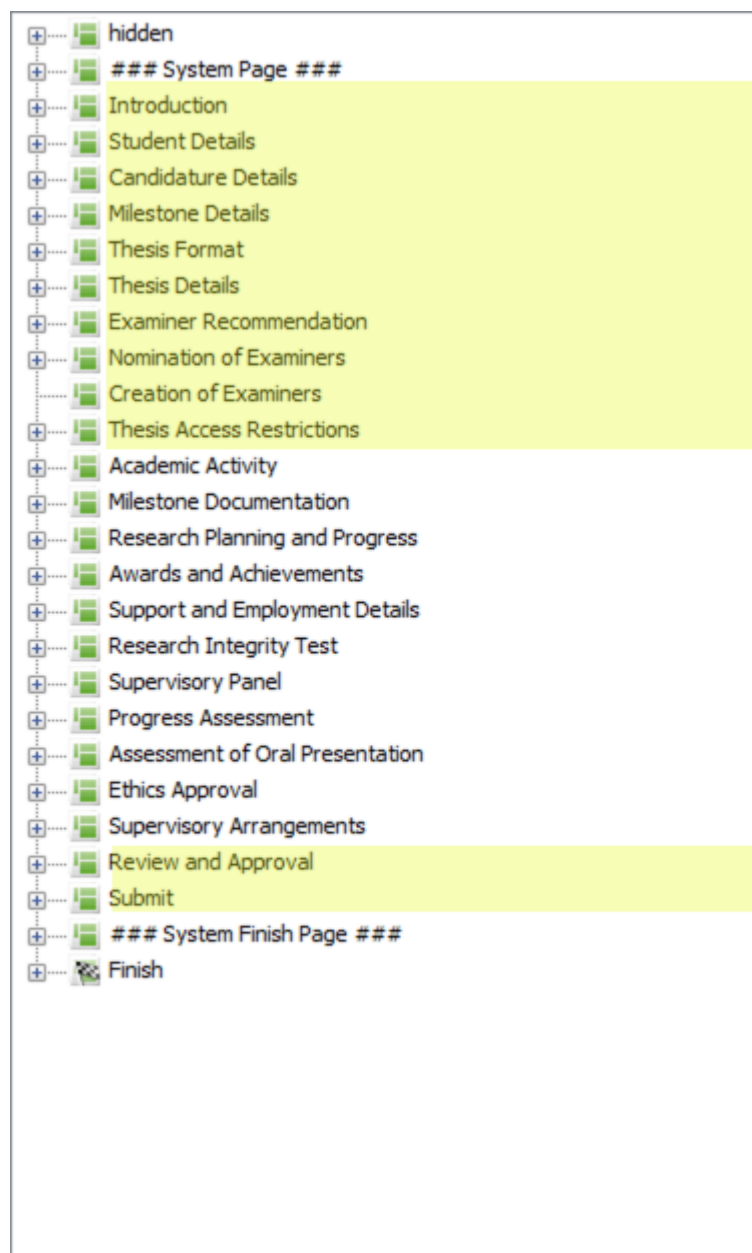 hidden
### System Page ###
Introduction
Student Details
Candidature Details
Milestone Details
Thesis Format
Thesis Details
Examiner Recommendation
Nomination of Examiners
Creation of Examiners
Thesis Access Restrictions
Academic Activity
Milestone Documentation
Research Planning and Progress
Awards and Achievements
Support and Employment Details
Research Integrity Test
Supervisory Panel
Progress Assessment
Assessment of Oral Presentation
Ethics Approval
Supervisory Arrangements
Review and Approval
Submit
### System Finish Page ###
Finish